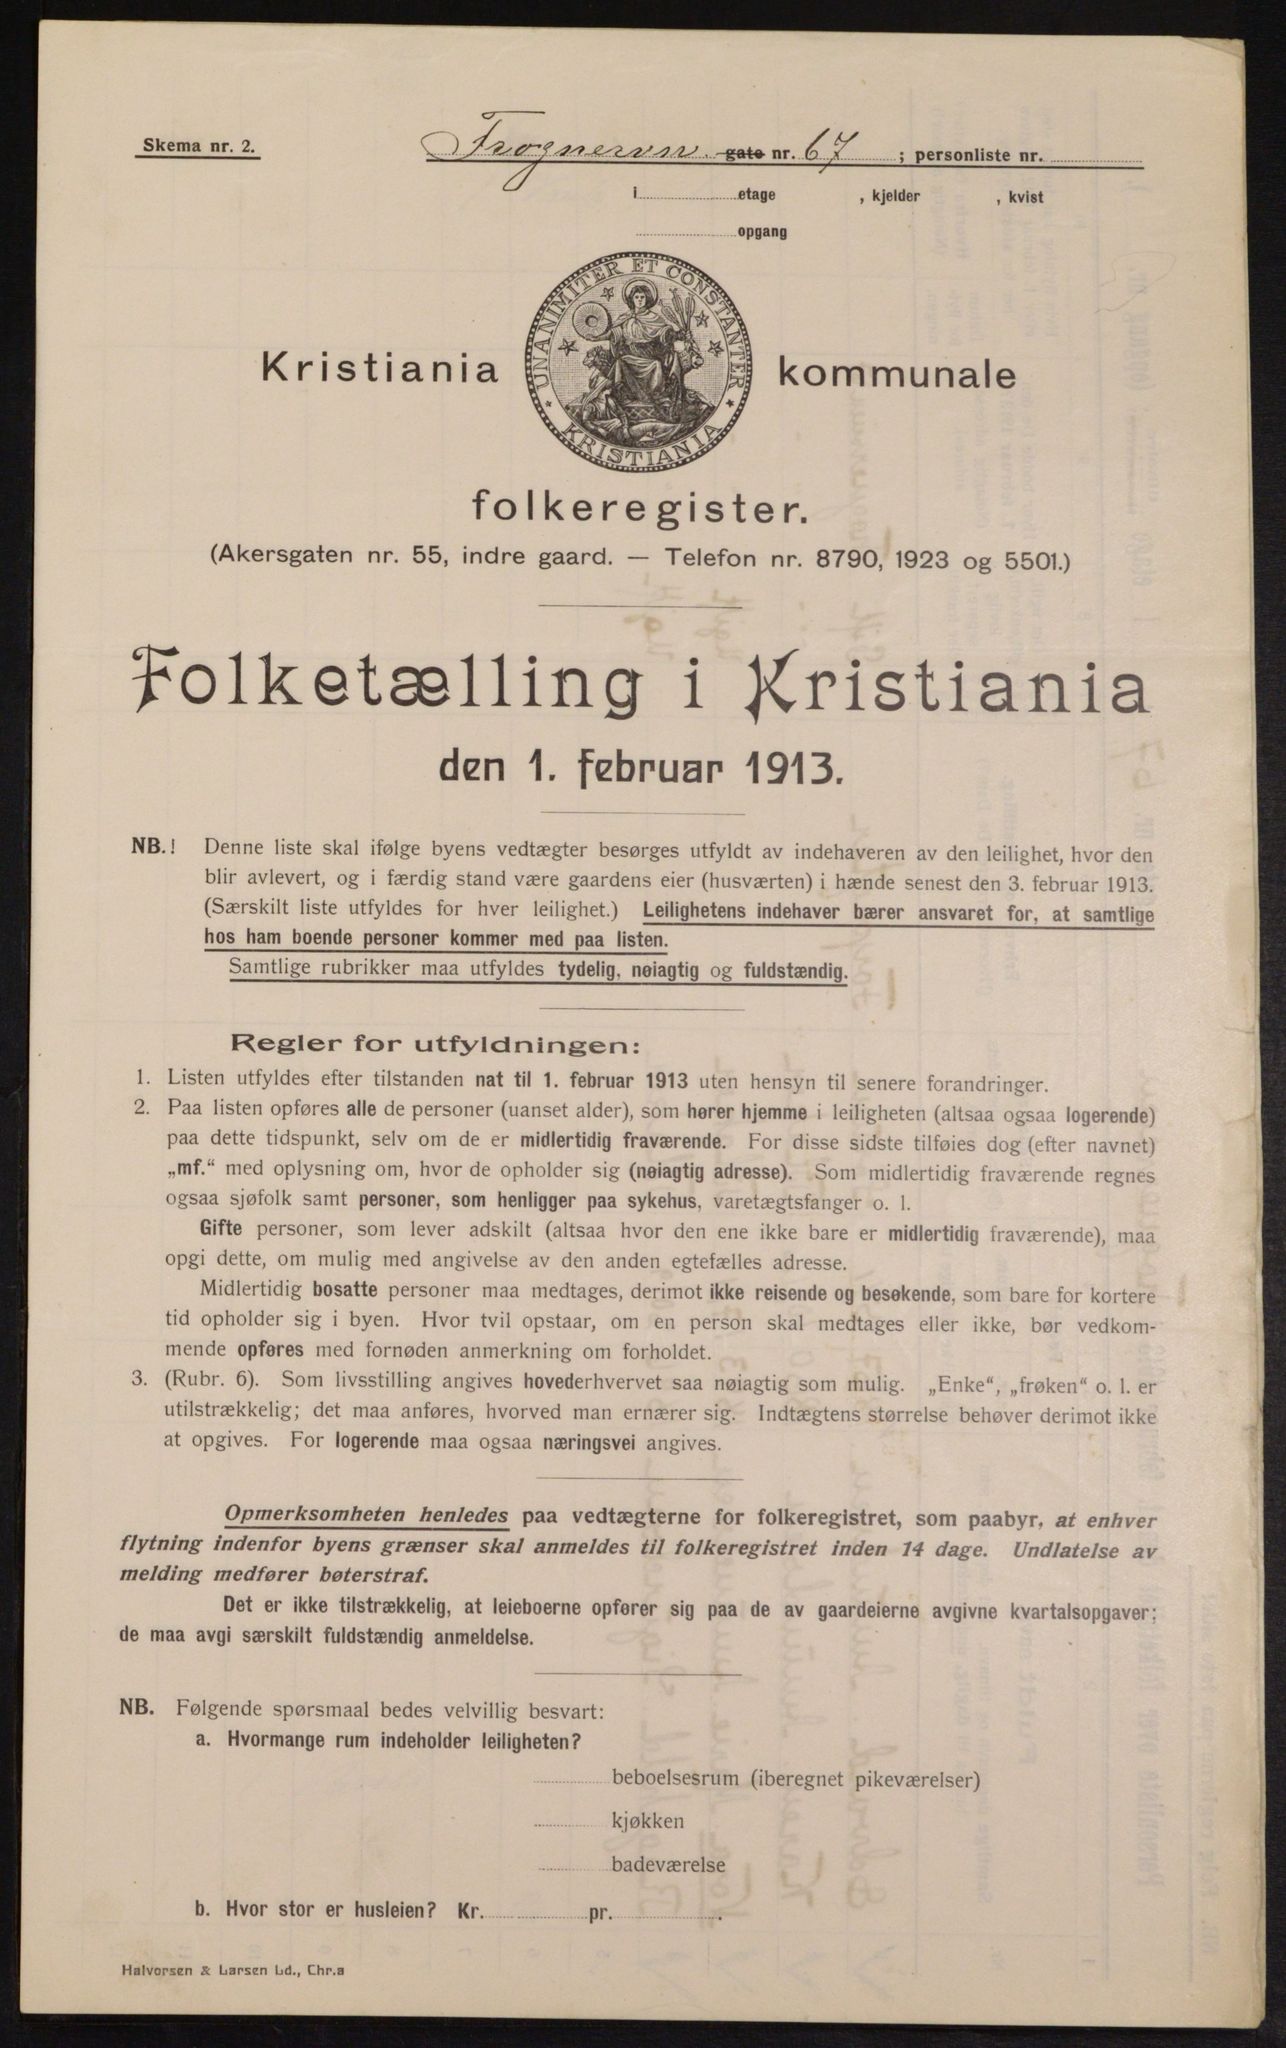 Skema nr. 2.
Frognervn. gate nr. 67 ; personliste nr.
i etage , kjelder , kvist
opgang
UNANIMITER ET CONSTANTER
KRISTIANIA
Kristiania kommunale
folkeregister.
(Akersgaten nr. 55, indre gaard. — Telefon nr. 8790, 1923 og 5501.)
Folketælling i Kristiania
den 1. februar 1913.
NB.! Denne liste skal ifølge byens vedtægter besørges utfyldt av indehaveren av den leilighet, hvor den
blir avlevert, og i færdig stand være gaardens eier (husværten) i hænde senest den 3. februar 1913.
(Særskilt liste utfyldes for hver leilighet.) Leilighetens indehaver bærer ansvaret for, at samtlige
hos ham boende personer kommer med paa listen.
Samtlige rubrikker maa utfyldes tydelig, nøiagtig og fuldstændig.
Regler for utfyldningen:
1. Listen utfyldes efter tilstanden nat til 1. februar 1913 uten hensyn til senere forandringer.
2. Paa listen opføres alle de personer (uanset alder), som hører hjemme i leiligheten (altsaa ogsaa logerende)
paa dette tidspunkt, selv om de er midlertidig fraværende. For disse sidste tilføies dog (efter navnet)
„mf.“ med oplysning om, hvor de opholder sig (nøiagtig adresse). Som midlertidig fraværende regnes
ogsaa sjøfolk samt personer, som henligger paa sykehus, varetægtsfanger o. l.
Gifte personer, som lever adskilt (altsaa hvor den ene ikke bare er midlertidig fraværende), maa
opgi dette, om mulig med angivelse av den anden egtefælles adresse.
Midlertidig bosatte personer maa medtages, derimot ikke reisende og besøkende, som bare for kortere
tid opholder sig i byen. Hvor tvil opstaar, om en person skal medtages eller ikke, bør vedkom-
mende opføres med fornøden anmerkning om forholdet.
3. (Rubr. 6). Som livsstilling angives hovederhvervet saa nøiagtig som mulig. „Enke“, „frøken“ o. l. er
utilstrækkelig; det maa anføres, hvorved man ernærer sig. Indtægtens størrelse behøver derimot ikke
at opgives. For logerende maa ogsaa næringsvei angives.
Opmerksomheten henledes paa vedtægterne for folkeregistret, som paabyr, at enhver
flytning indenfor byens grænser skal anmeldes til folkeregistret inden 14 dage. Undlatelse av
melding medfører bøterstraf.
Det er ikke tilstrækkelig, at leieboerne opfører sig paa de av gaardeierne avgivne kvartalsopgaver;
de maa avgi særskilt fuldstændig anmeldelse.
NB. Følgende spørsmaal bedes velvillig besvart:
a. Hvormange rum indeholder leiligheten?
beboelsesrum (iberegnet pikeværelser)
kjøkken
badeværelse
b. Hvor stor er husleien? Kr. pr. .
Halvorsen & Larsen Ld., Chr.a